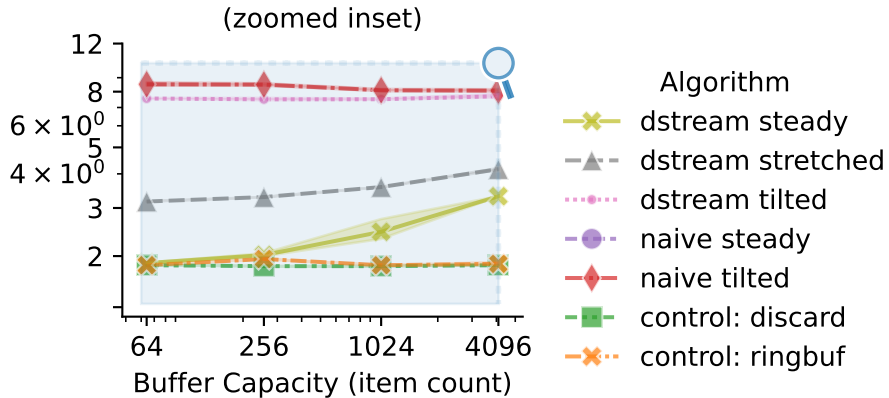 (zoomed inset)
12
8
6 × 10⁰
5
4 × 10⁰
3
2
64 256 1024 4096
Buffer Capacity (item count)
Algorithm
dstream steady
dstream stretched
dstream tilted
naive steady
naive tilted
control: discard
control: ringbuf